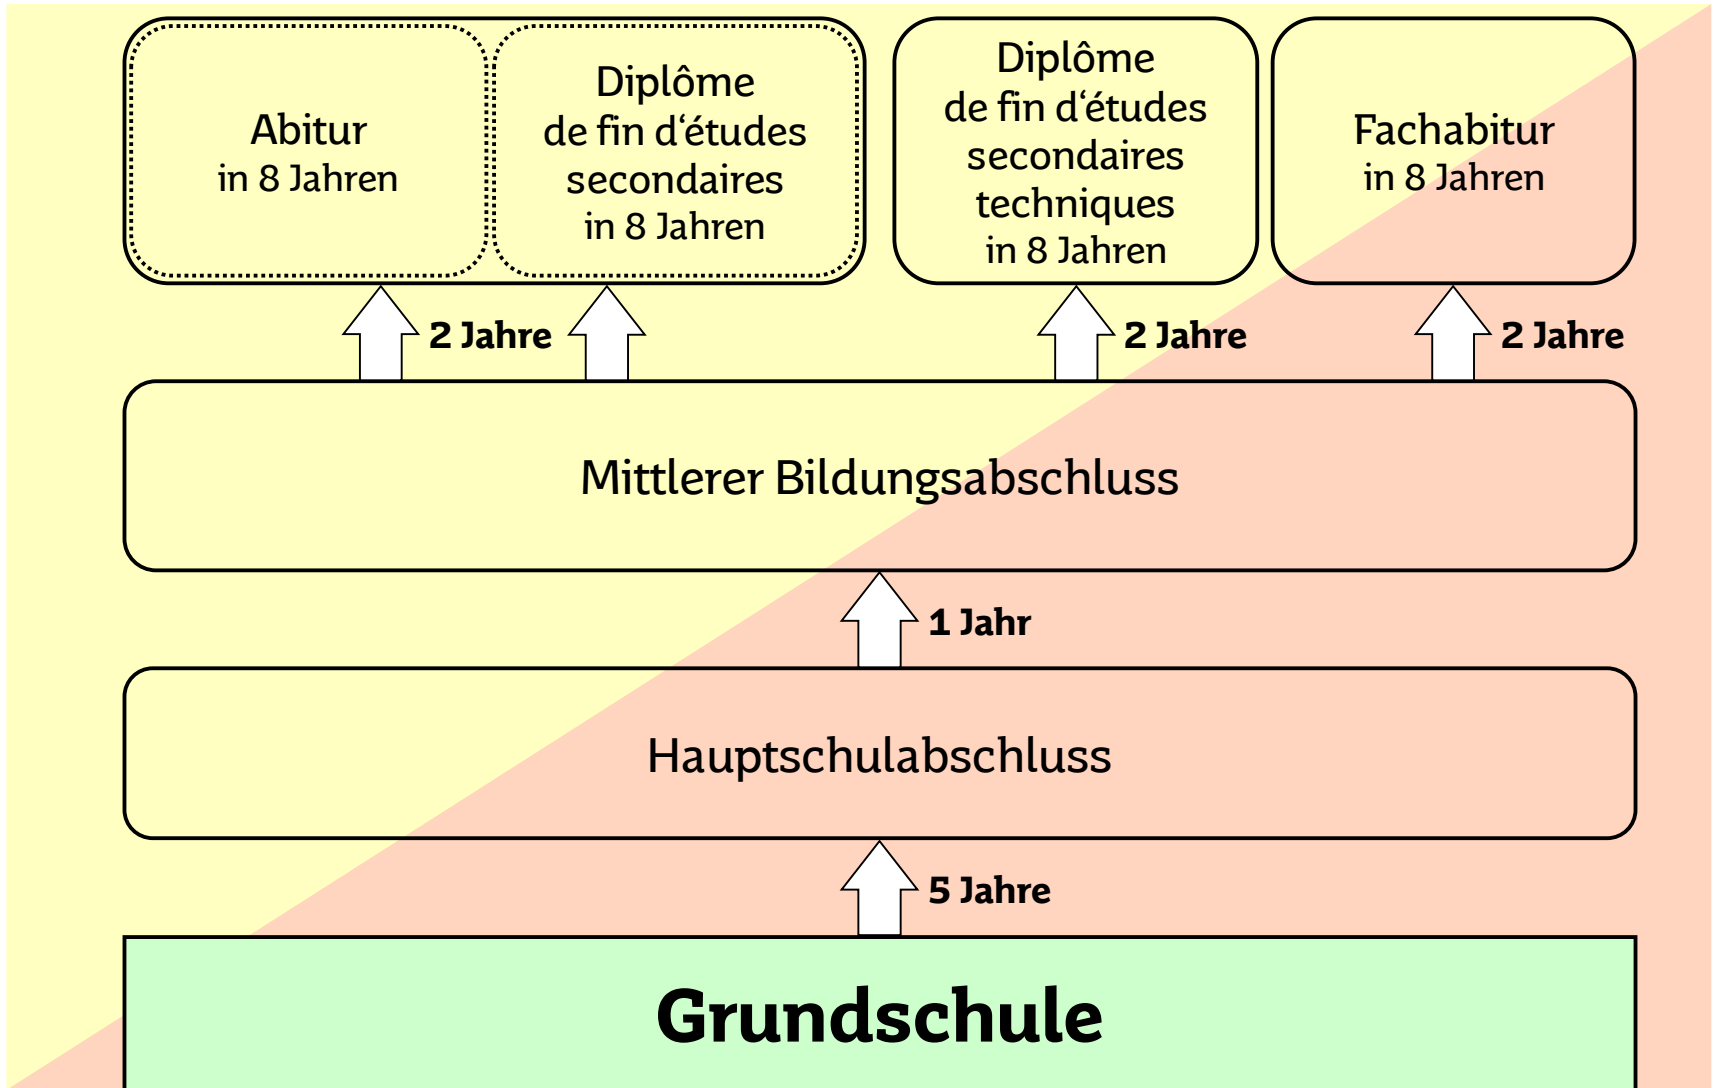 Abitur
in 8 Jahren
Diplôme
de fin d‘études
secondaires
in 8 Jahren
Diplôme
de fin d‘études
secondaires
techniques
in 8 Jahren
Fachabitur
in 8 Jahren
2 Jahre
2 Jahre
2 Jahre
Mittlerer Bildungsabschluss
1 Jahr
Hauptschulabschluss
5 Jahre
Grundschule